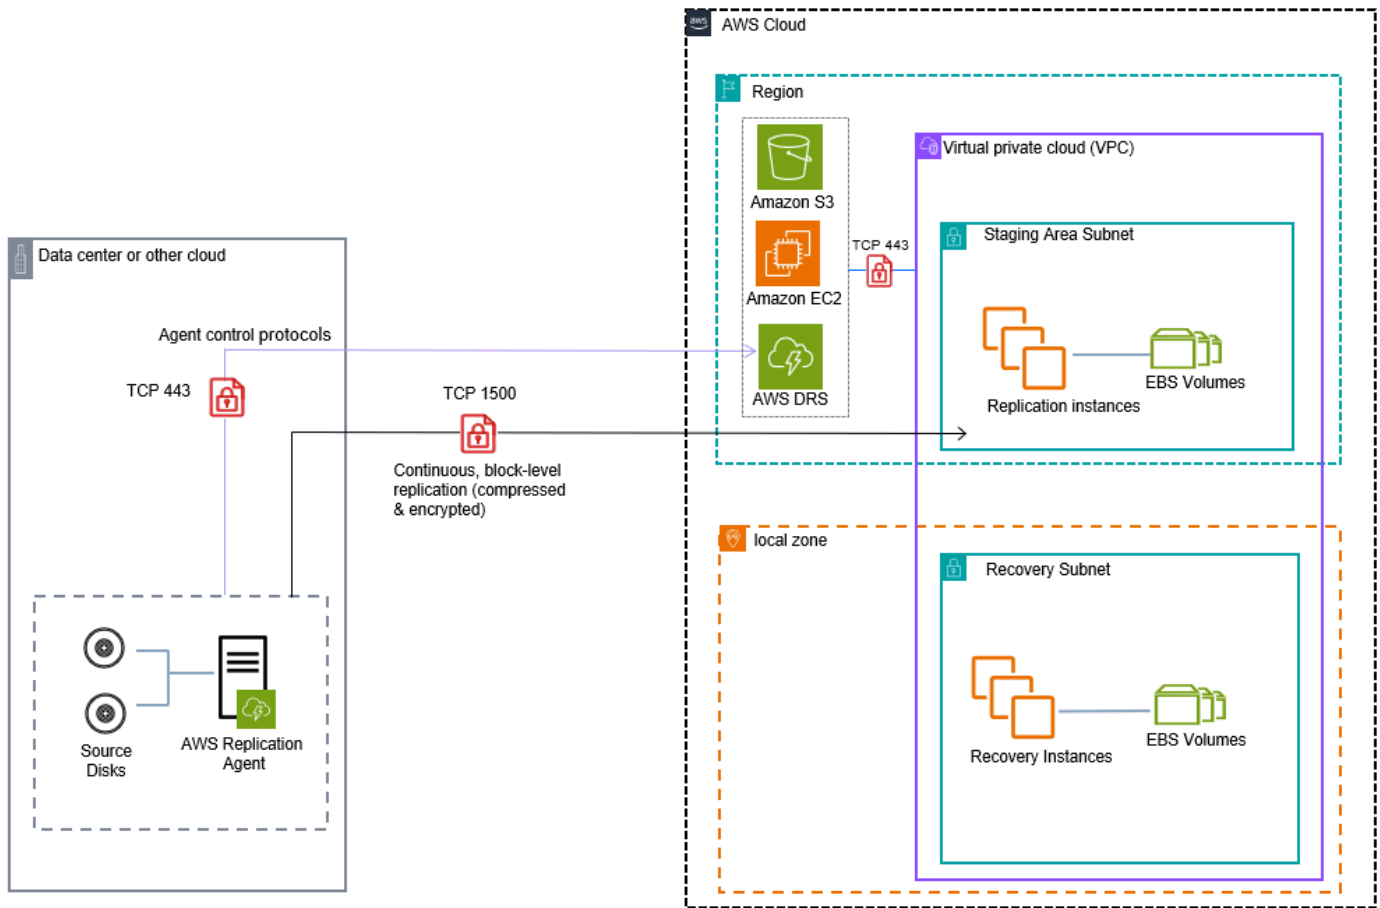 aws
AWS Cloud
Region
Amazon S3
Amazon EC2
AWS DRS
TCP 443
Virtual private cloud (VPC)
Staging Area Subnet
Replication instances
EBS Volumes
Data center or other cloud
Agent control protocols
TCP 443
TCP 1500
Continuous, block-level
replication (compressed
& encrypted)
Source
Disks
AWS Replication
Agent
local zone
Recovery Subnet
Recovery Instances
EBS Volumes